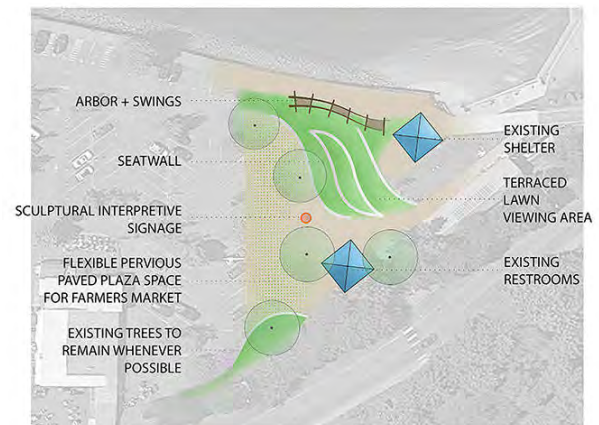 ARBOR + SWINGS
SEATWALL
SCULPTURAL INTERPRETIVE
SIGNAGE
FLEXIBLE PERVIOUS
PAVED PLAZA SPACE
FOR FARMERS MARKET
EXISTING TREES TO
REMAIN WHENEVER
POSSIBLE
EXISTING
SHELTER
TERRACED
LAWN
VIEWING AREA
EXISTING
RESTROOMS